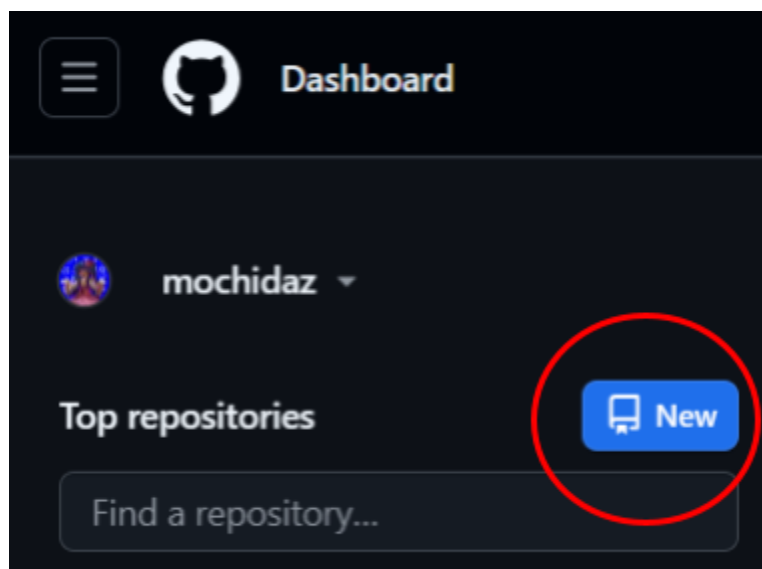 Dashboard
mochidaz
Top repositories
New
Find a repository...